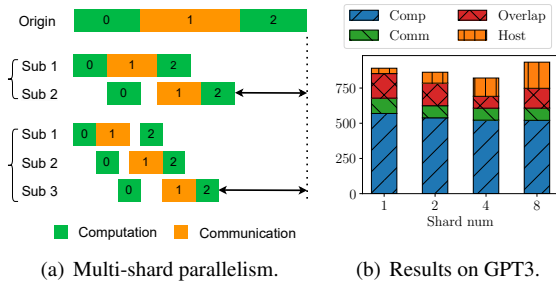 Origin 0 1 2
Sub 1 0 1 2
Sub 2 0 1 2
Sub 1 0 1 2
Sub 2 0 1 2
Sub 3 0 1 2
Computation Communication
(a) Multi-shard parallelism.
Comp Overlap
Comm Host
750
500
250
0
1 2 4 8
Shard num
(b) Results on GPT3.